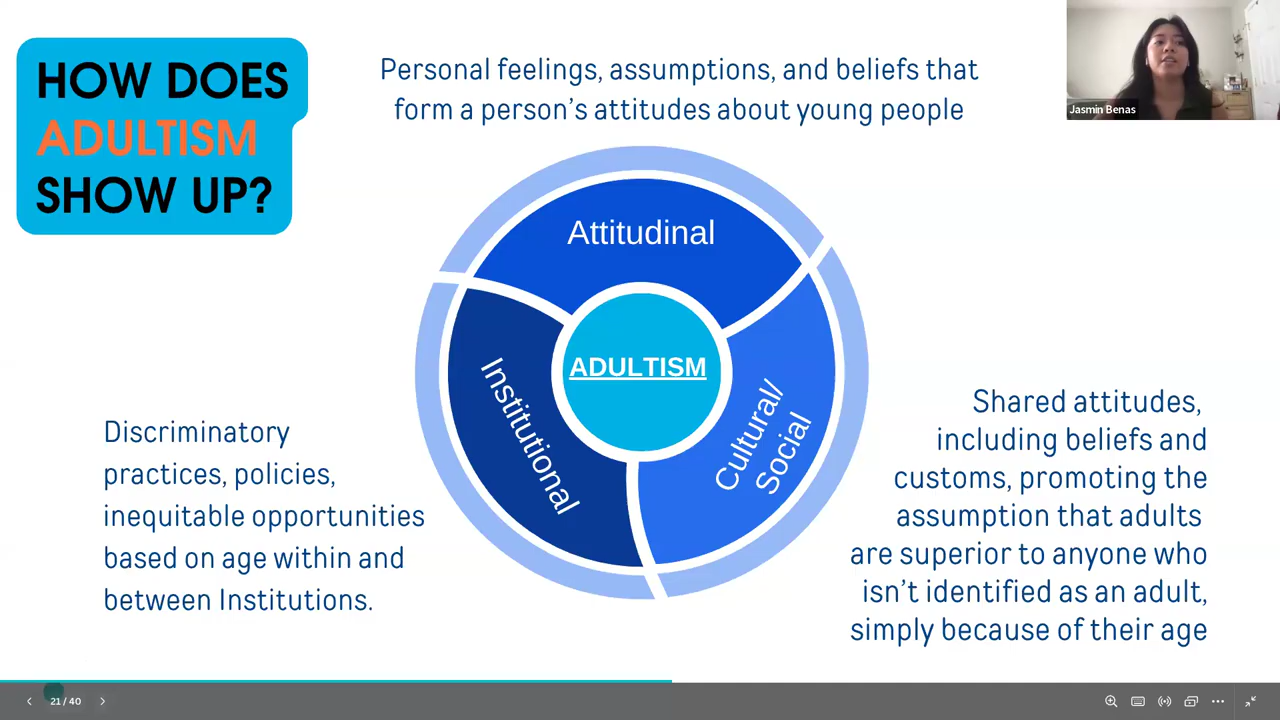 HOW DOES
ADULTISM
SHOW UP?
Personal feelings, assumptions, and beliefs that
form a person's attitudes about young people
Jasmin Benas
Attitudinal
ADULTISM
Institutional
Cultural/
Social
Discriminatory
practices, policies,
inequitable opportunities
based on age within and
between Institutions.
Shared attitudes,
including beliefs and
customs, promoting the
assumption that adults
are superior to anyone who
isn't identified as an adult,
simply because of their age
21 / 40